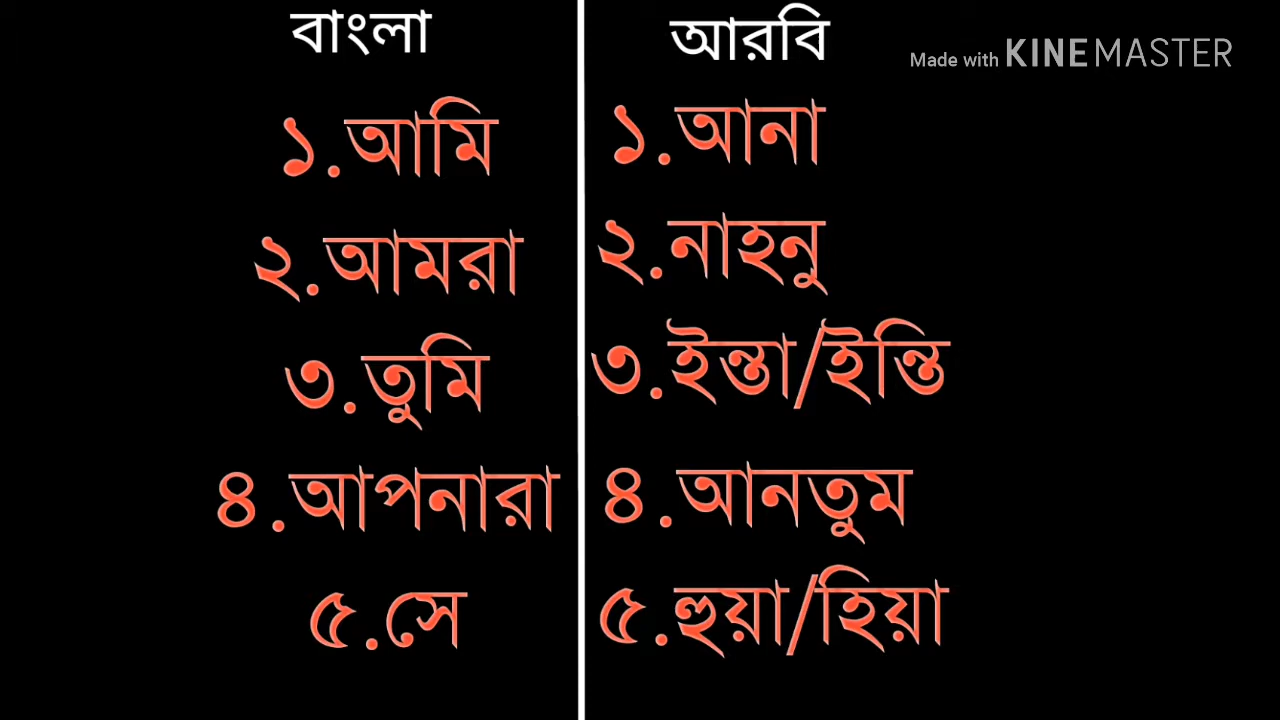 বাংলা
১.আমি
২.আমরা
৩.তুমি
৪.আপনারা
৫.সে
আরবি
১.আনা
২.নাহনু
৩.ইন্তা/ইন্তি
৪.আনতুম
৫.হুয়া/হিয়া
Made with KINEMASTER